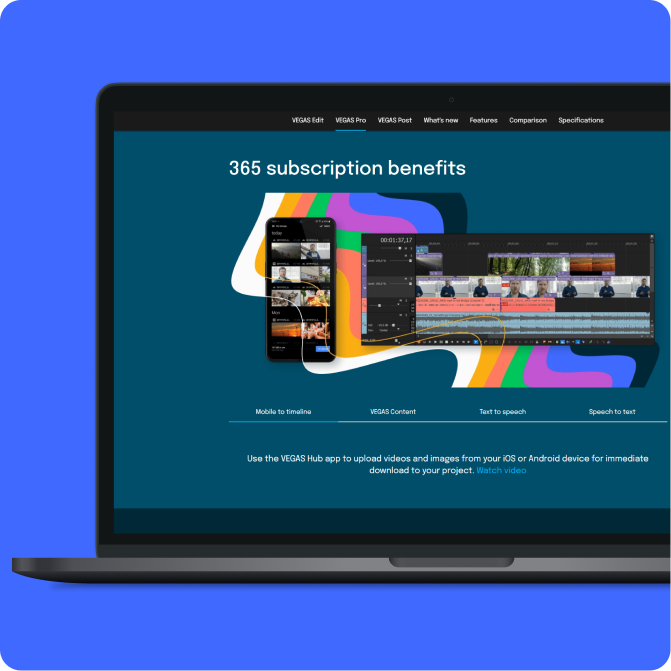 VEGAS Edit VEGAS Pro VEGAS Post What's new Features Comparison Specifications
365 subscription benefits
today
00:01:37,17
Mon
Mobile to timeline VEGAS Content Text to speech Speech to text
Use the VEGAS Hub app to upload videos and images from your iOS or Android device for immediate
download to your project. Watch video